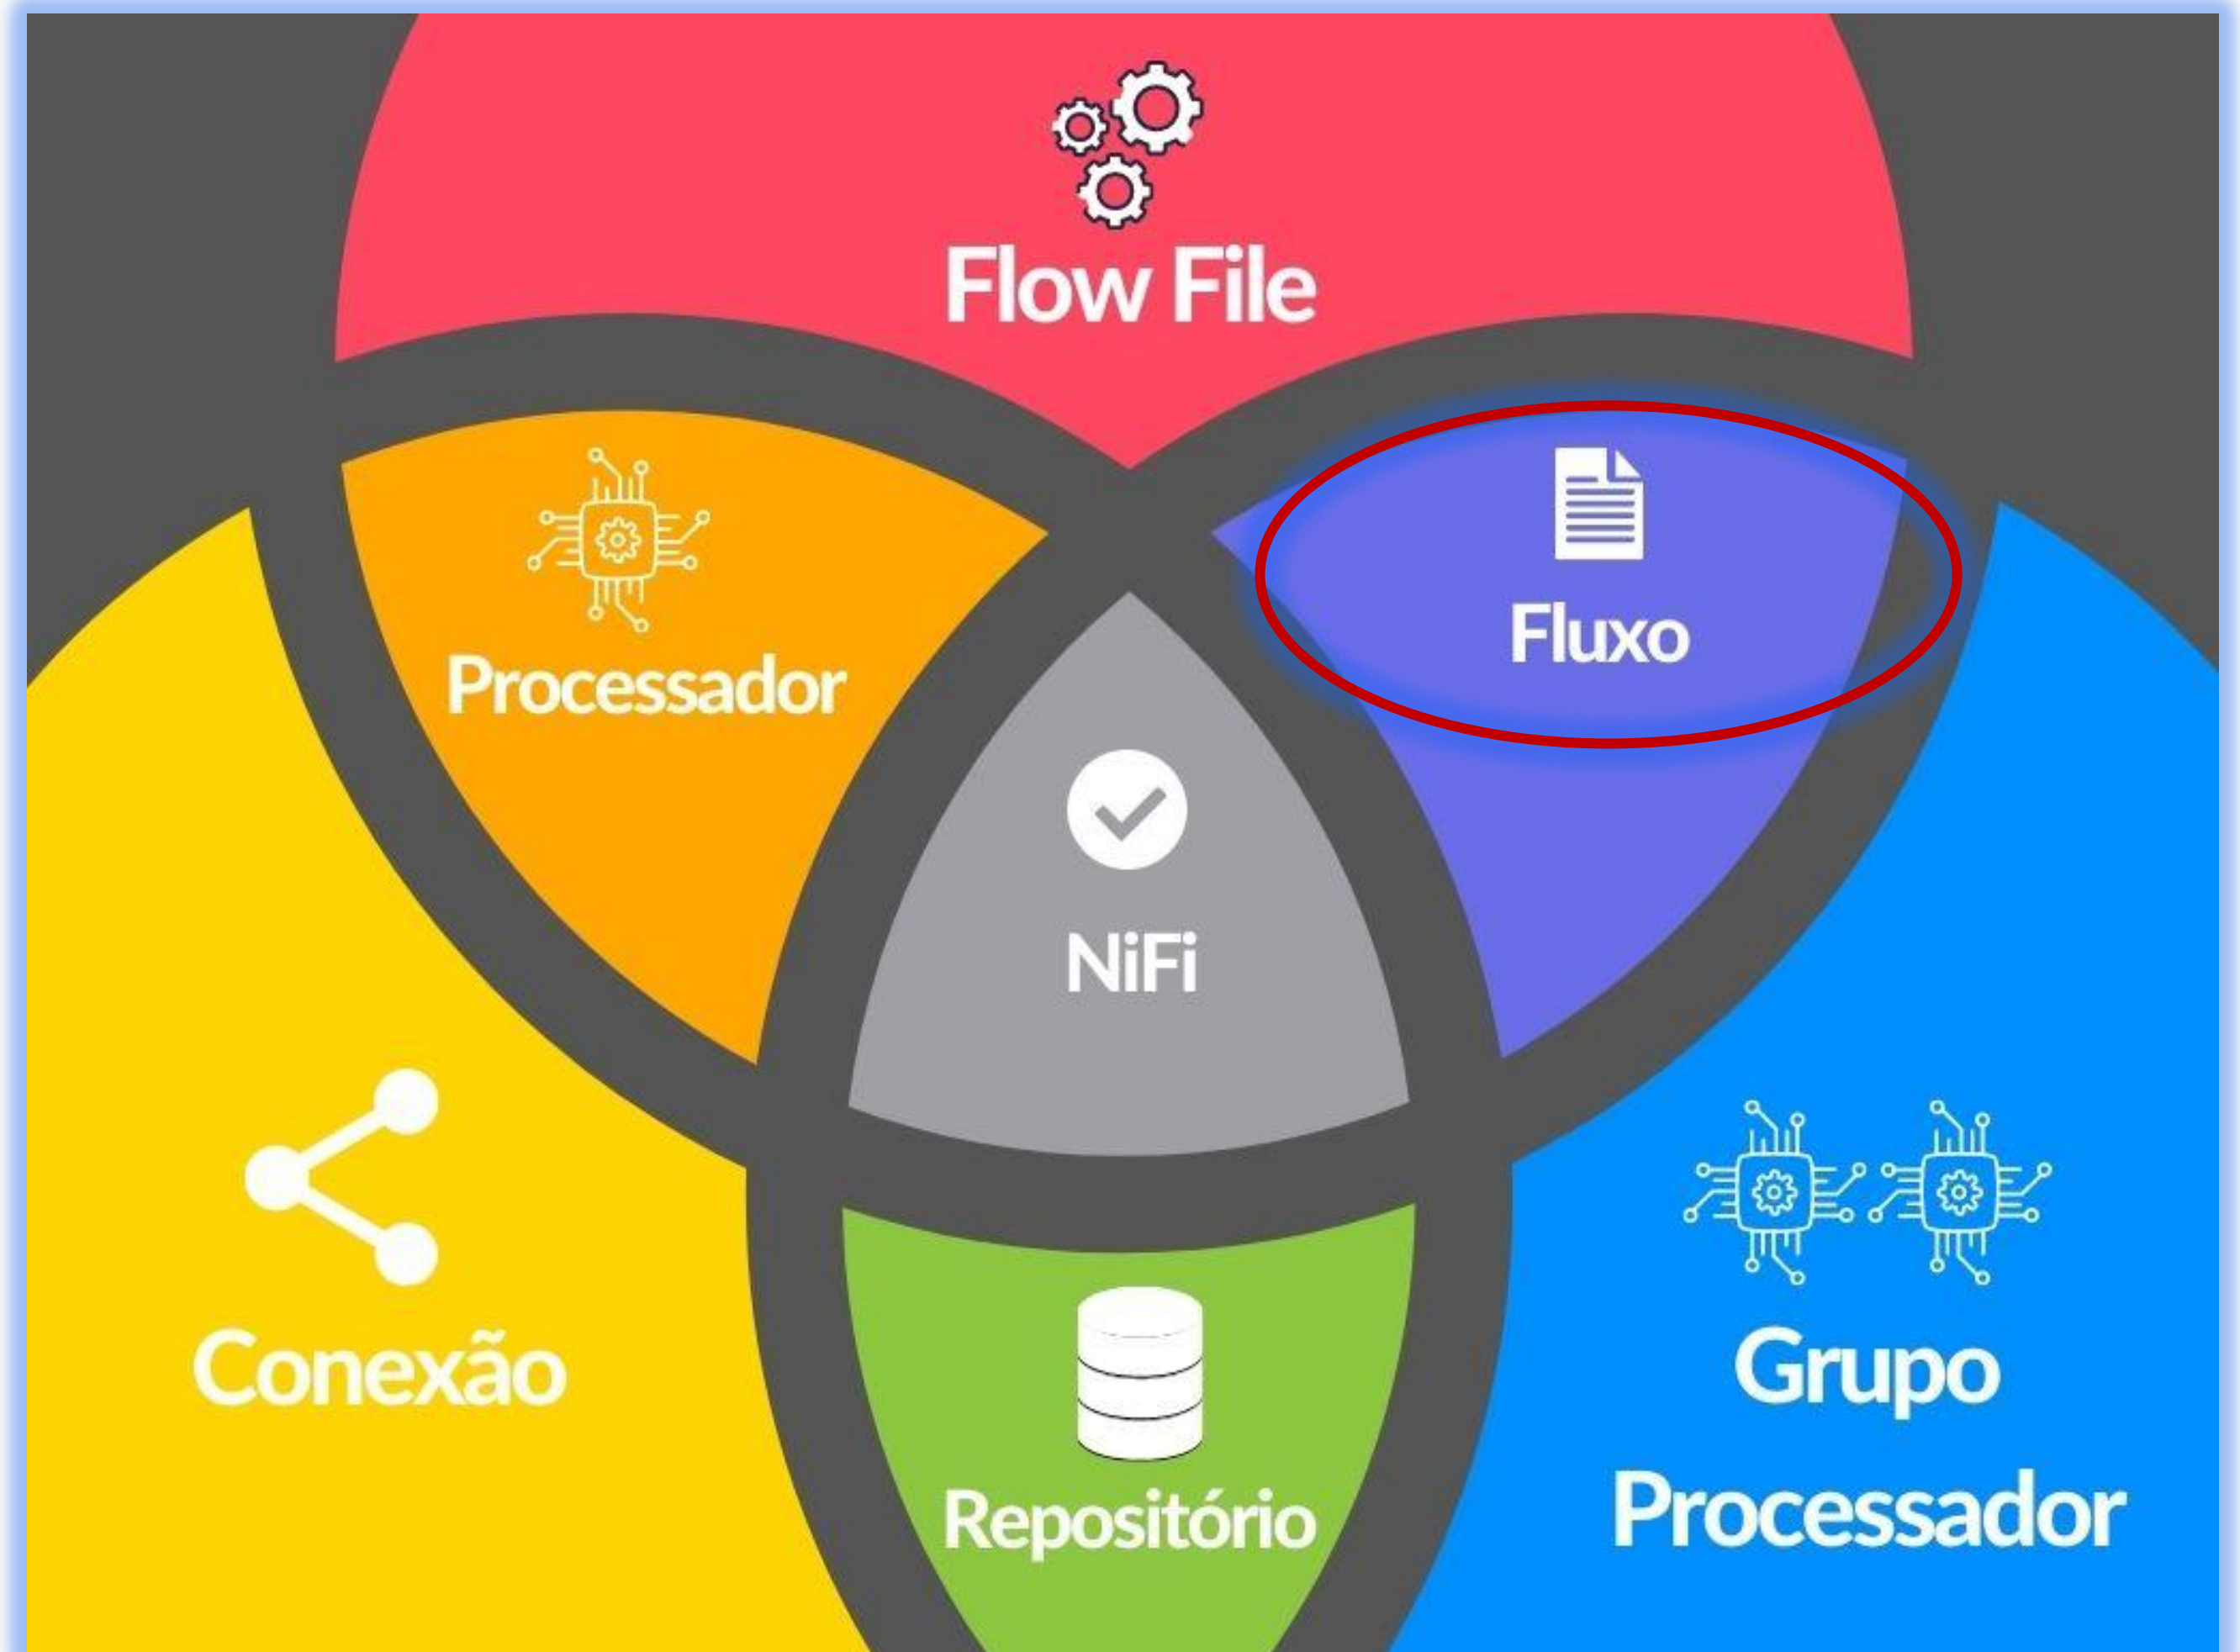 Flow File
Processador
Fluxo
NiFi
Conexão
Grupo
Processador
Repositório